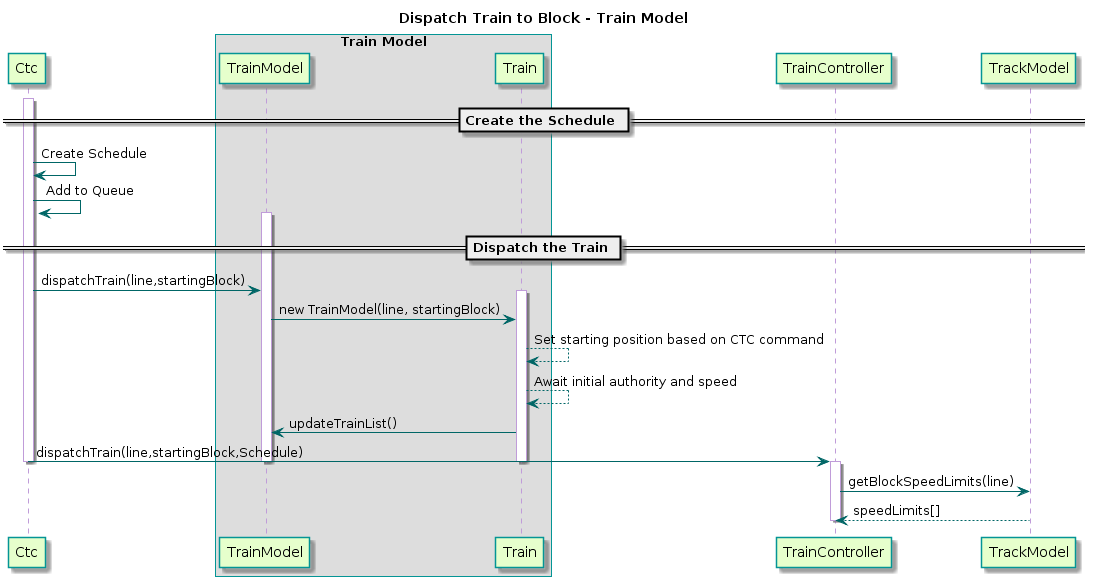 Dispatch Train to Block - Train Model
Train Model
Ctc
TrainModel
Train
TrainController
TrackModel
Create the Schedule
Create Schedule
Add to Queue
Dispatch the Train
dispatchTrain(line,startingBlock)
new TrainModel(line, startingBlock)
Set starting position based on CTC command
Await initial authority and speed
updateTrainList()
dispatchTrain(line,startingBlock,Schedule)
getBlockSpeedLimits(line)
speedLimits[]
Ctc
TrainModel
Train
TrainController
TrackModel